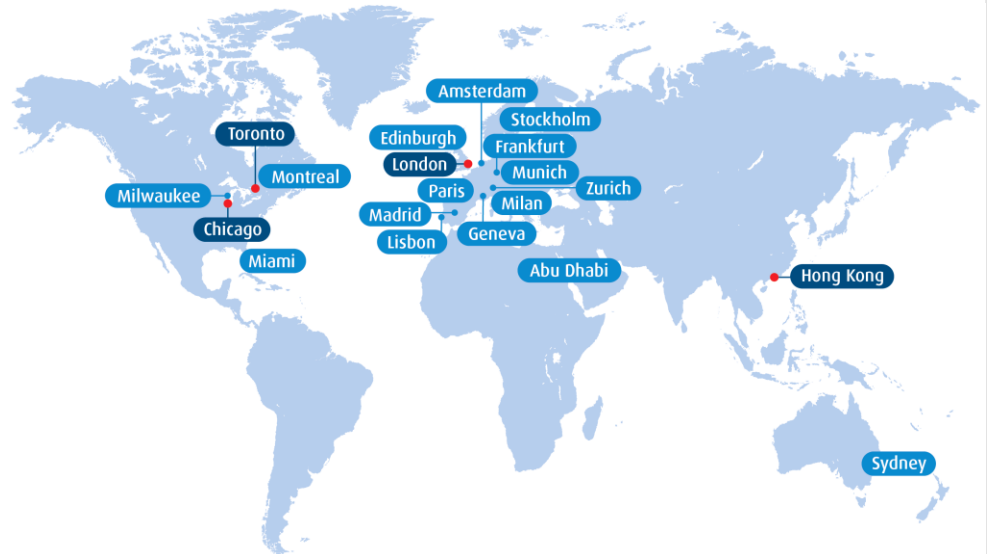 Amsterdam
Stockholm
Toronto
Edinburgh
Frankfurt
London
Munich
Montreal
Milwaukee
Paris
Zurich
Milan
Madrid
Chicago
Geneva
Lisbon
Miami
Abu Dhabi
Hong Kong
Sydney